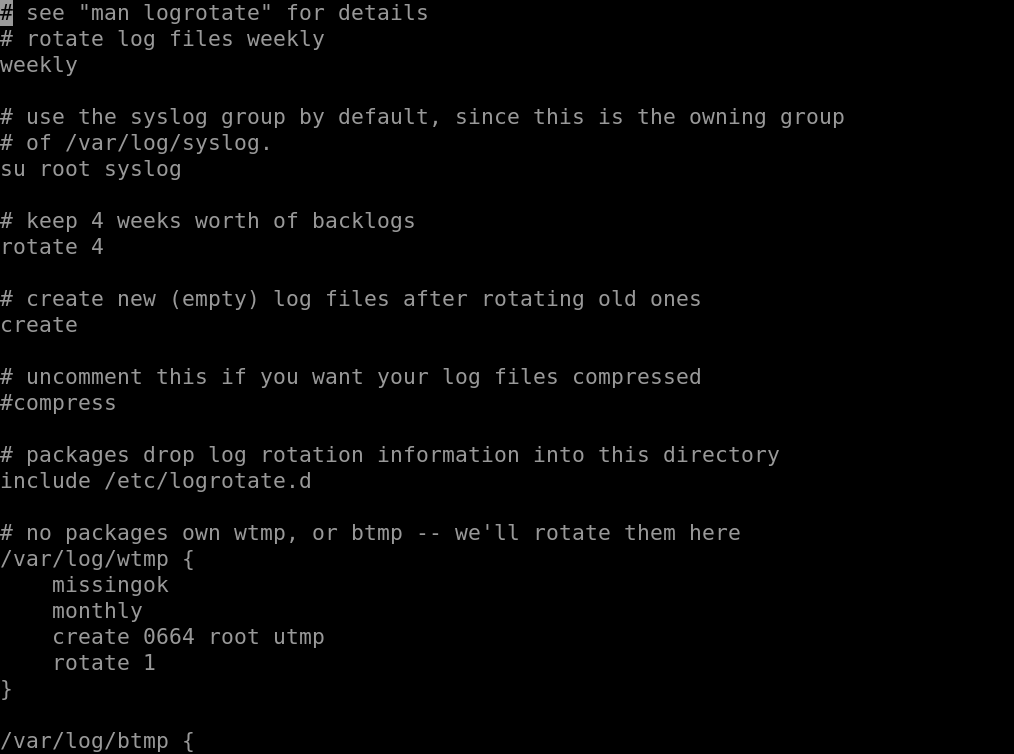 # see "man logrotate" for details
# rotate log files weekly
weekly

# use the syslog group by default, since this is the owning group
# of /var/log/syslog.
su root syslog

# keep 4 weeks worth of backlogs
rotate 4

# create new (empty) log files after rotating old ones
create

# uncomment this if you want your log files compressed
#compress

# packages drop log rotation information into this directory
include /etc/logrotate.d

# no packages own wtmp, or btmp -- we'll rotate them here
/var/log/wtmp {
    missingok
    monthly
    create 0664 root utmp
    rotate 1
}

/var/log/btmp {